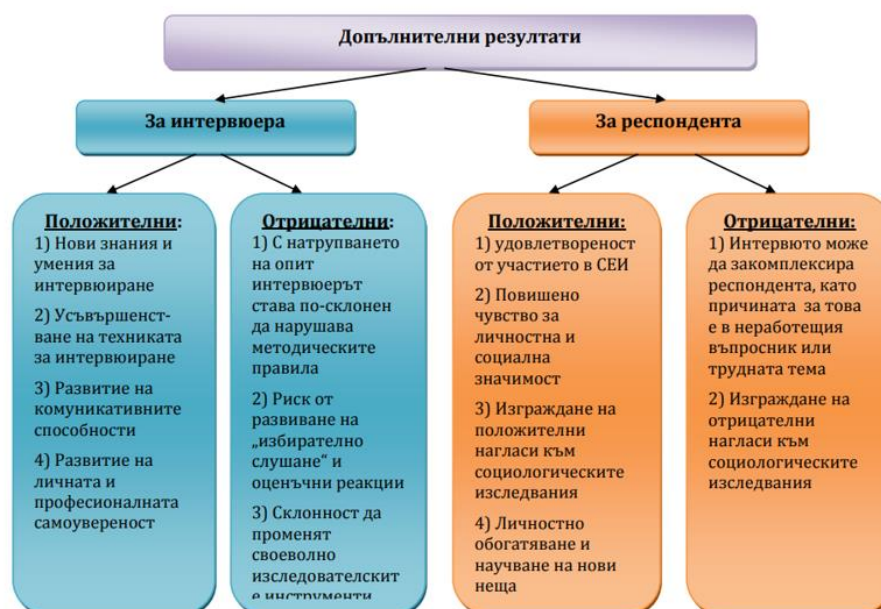 Допълнителни резултати
За интервюера
За респондента
Положителни:
1) Нови знания и
умения за
интервюиране
2) Усъвършенст-
ване на техниката
за интервюиране
3) Развитие на
комуникативните
способности
4) Развитие на
личната и
професионалната
самоувереност
Отрицателни:
1) С натрупването
на опит
интервюерът
става по-склонен
да нарушава
методическите
правила
2) Риск от
развиване на
„избирателно
слушане“ и
оценъчни реакции
3) Склонност да
променят
своеволно
изследователскит
е инструменти
Положителни:
1) удовлетвореност
от участието в СЕИ
2) Повишено
чувство за
личностна и
социална
значимост
3) Изграждане на
положителни
нагласи към
социологическите
изследвания
4) Личностно
обогатяване и
научване на нови
неща
Отрицателни:
1) Интервюто може
да закомплексира
респондента, като
причината за това
е в неработещия
въпросник или
трудната тема
2) Изграждане на
отрицателни
нагласи към
социологическите
изследвания